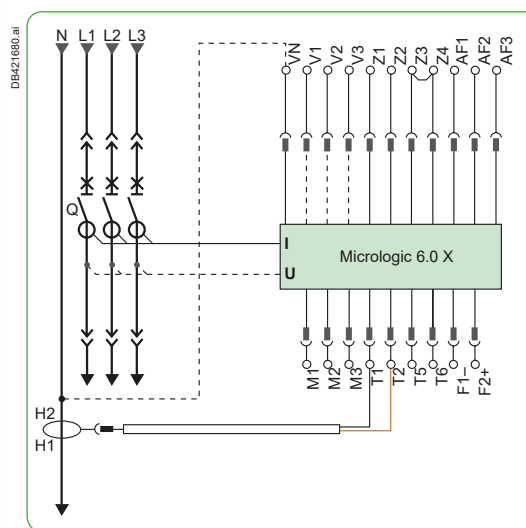 DB421680.ai
N L1 L2 L3
VN V1 V2 V3 Z1 Z2 Z3 Z4 AF1 AF2 AF3
Q
I
U
Micrologic 6.0 X
M1 M2 M3 T1 T2 T5 T6 F1– F2+
H2
H1